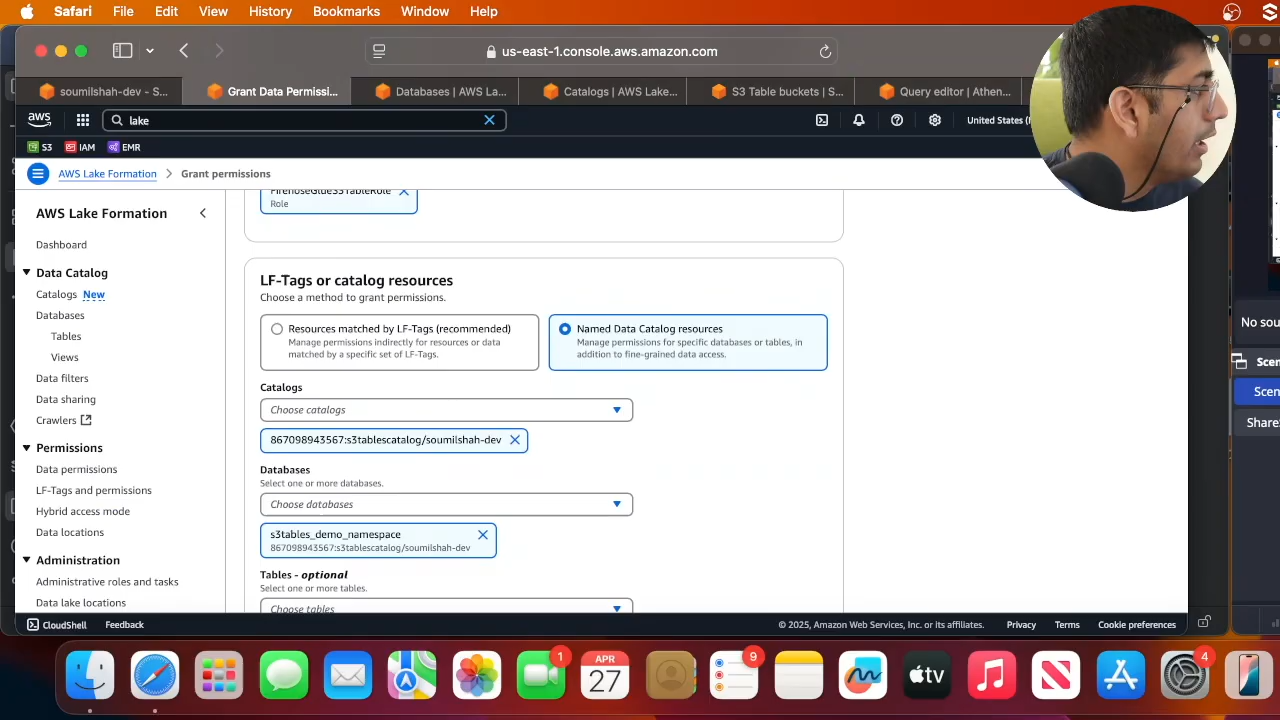 Safari File Edit View History Bookmarks Window Help
us-east-1.console.aws.amazon.com
soumilshah-dev - S...
Grant Data Permissi...
Databases | AWS La...
Catalogs | AWS Lake...
S3 Table buckets | S...
Query editor | Athen...
aws
lake
United States (
S3 IAM EMR
AWS Lake Formation > Grant permissions
AWS Lake Formation
Dashboard
Data Catalog
Catalogs New
Databases
Tables
Views
Data filters
Data sharing
Crawlers
Permissions
Data permissions
LF-Tags and permissions
Hybrid access mode
Data locations
Administration
Administrative roles and tasks
Data lake locations
FirehoseGlueS3TableRole
Role
LF-Tags or catalog resources
Choose a method to grant permissions.
Resources matched by LF-Tags (recommended)
Manage permissions indirectly for resources or data
matched by a specific set of LF-Tags.
Named Data Catalog resources
Manage permissions for specific databases or tables, in
addition to fine-grained data access.
Catalogs
Choose catalogs
867098943567:s3tablescatalog/soumilshah-dev
Databases
Select one or more databases.
Choose databases
s3tables_demo_namespace
867098943567:s3tablescatalog/soumilshah-dev
Tables - optional
Select one or more tables.
Choose tables
CloudShell Feedback
© 2025, Amazon Web Services, Inc. or its affiliates. Privacy Terms Cookie preferences
No sou
Scen
Scen
Share
1
APR
27
9
tv
4